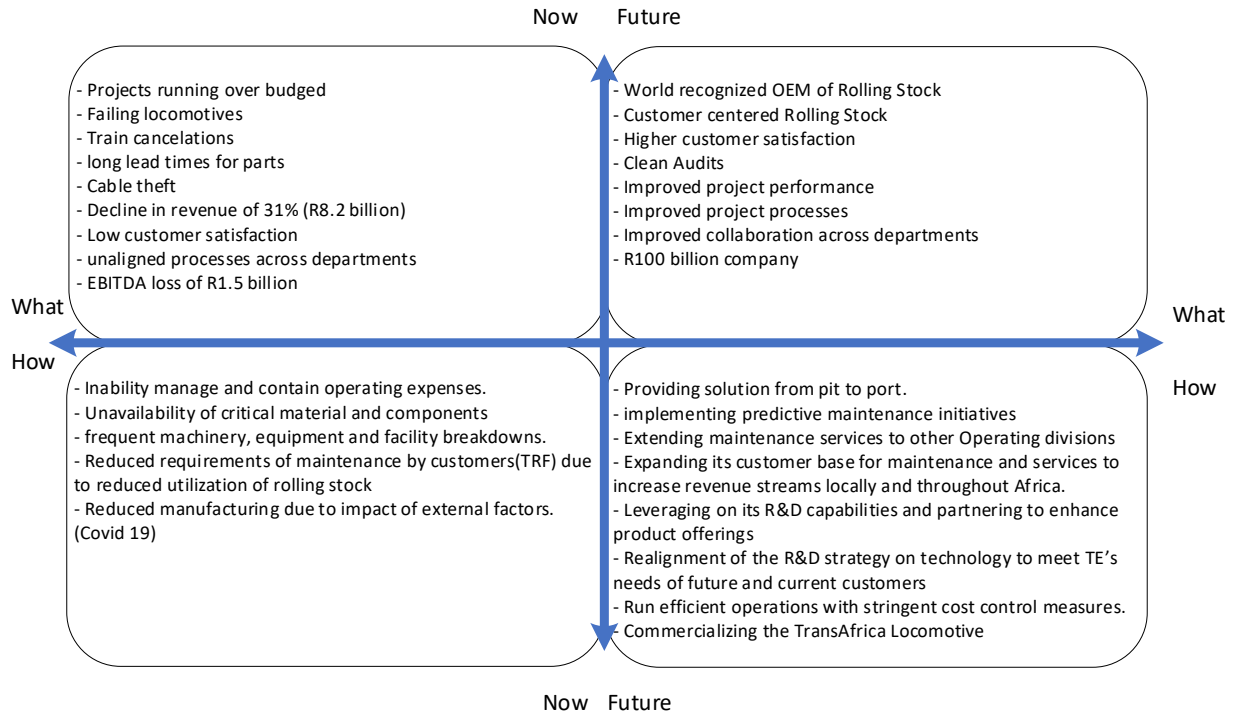 Now Future
- Projects running over budged
- Failing locomotives
- Train cancelations
- long lead times for parts
- Cable theft
- Decline in revenue of 31% (R8.2 billion)
- Low customer satisfaction
- unaligned processes across departments
- EBITDA loss of R1.5 billion
- World recognized OEM of Rolling Stock
- Customer centered Rolling Stock
- Higher customer satisfaction
- Clean Audits
- Improved project performance
- Improved project processes
- Improved collaboration across departments
- R100 billion company
What
How
What
How
- Inability manage and contain operating expenses.
- Unavailability of critical material and components
- frequent machinery, equipment and facility breakdowns.
- Reduced requirements of maintenance by customers(TRF) due
to reduced utilization of rolling stock
- Reduced manufacturing due to impact of external factors.
(Covid 19)
- Providing solution from pit to port.
- implementing predictive maintenance initiatives
- Extending maintenance services to other Operating divisions
- Expanding its customer base for maintenance and services to
increase revenue streams locally and throughout Africa.
- Leveraging on its R&D capabilities and partnering to enhance
product offerings
- Realignment of the R&D strategy on technology to meet TE’s
needs of future and current customers
- Run efficient operations with stringent cost control measures.
- Commercializing the TransAfrica Locomotive
Now Future